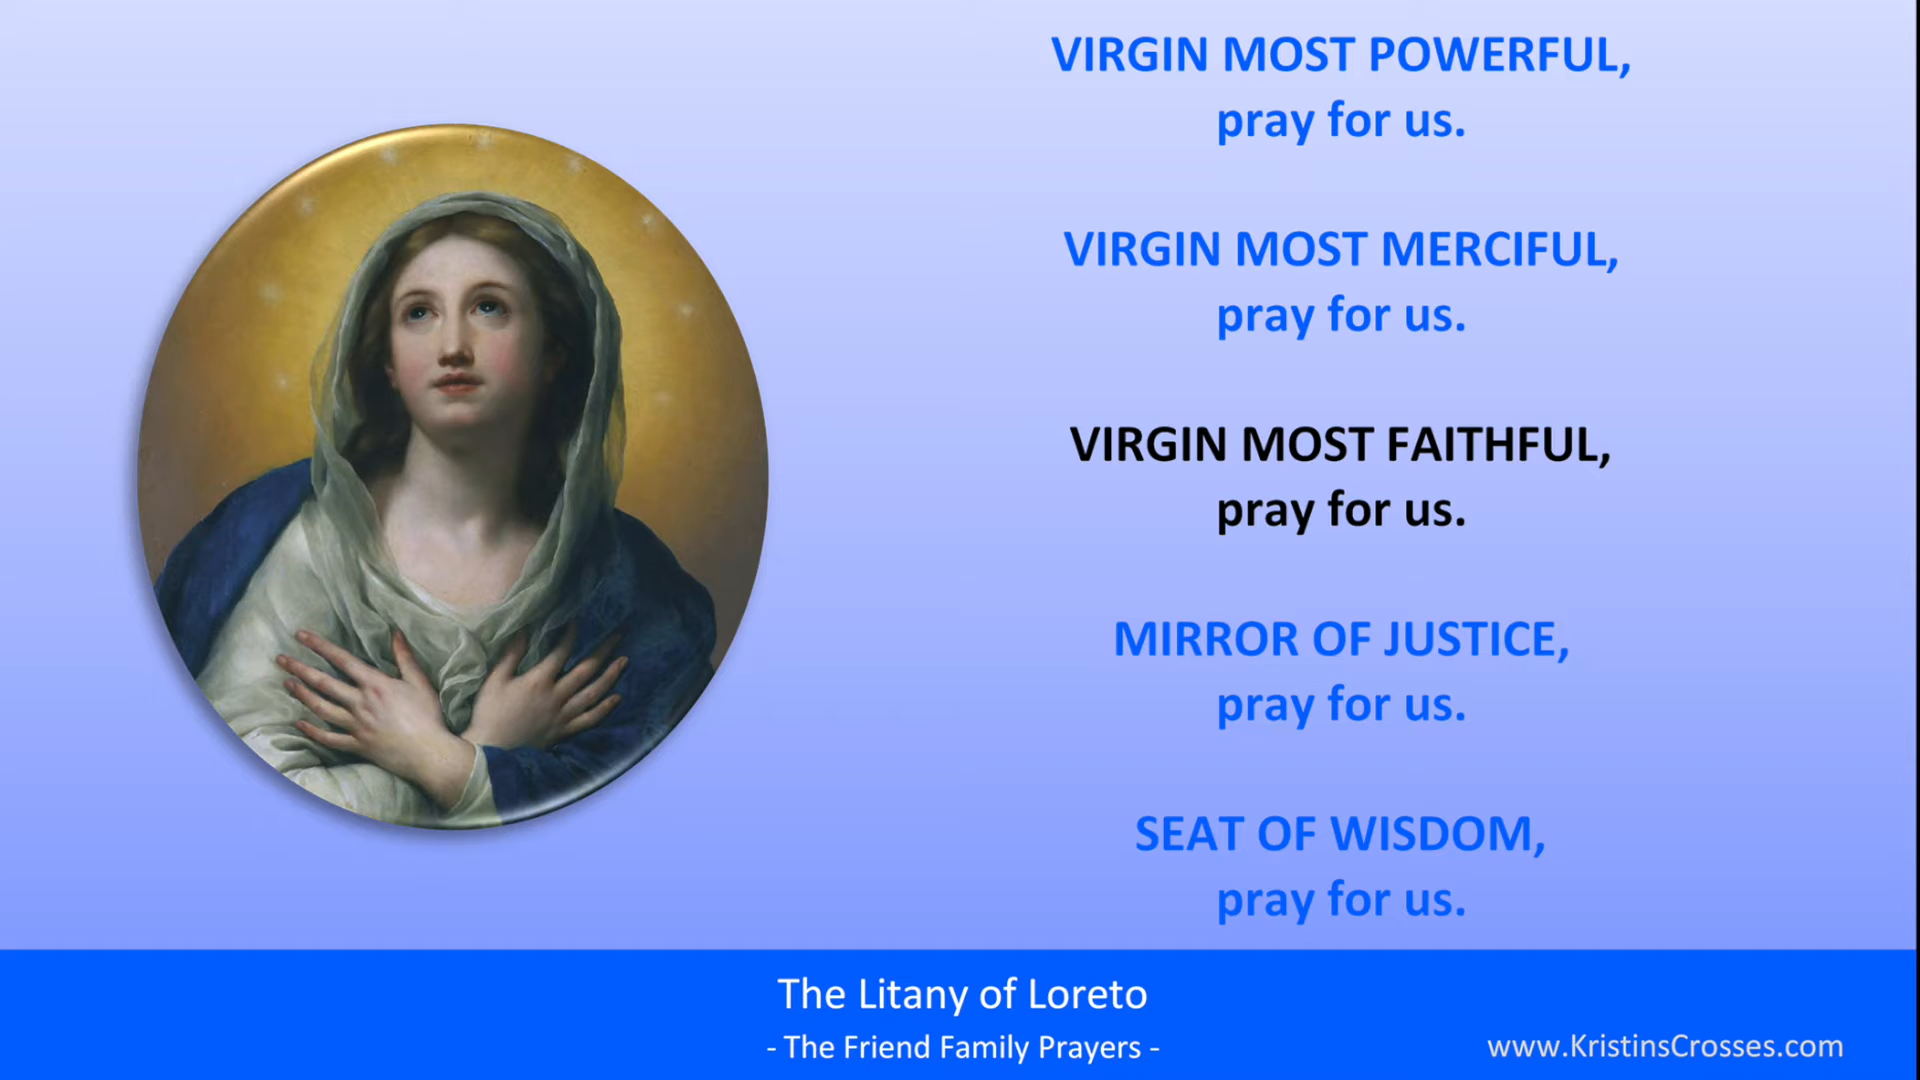 VIRGIN MOST POWERFUL,
pray for us.
VIRGIN MOST MERCIFUL,
pray for us.
VIRGIN MOST FAITHFUL,
pray for us.
MIRROR OF JUSTICE,
pray for us.
SEAT OF WISDOM,
pray for us.
The Litany of Loreto
- The Friend Family Prayers -
www.KristinsCrosses.com